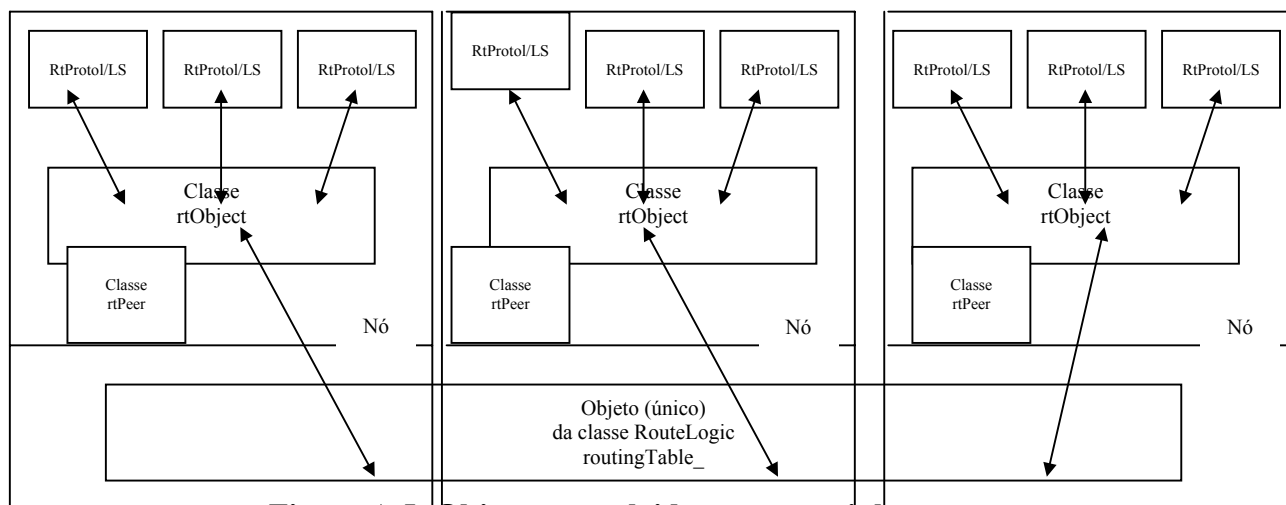 RtProtol/LS
RtProtol/LS
RtProtol/LS
Classe
rtObject
Classe
rtPeer
Nó
RtProtol/LS
RtProtol/LS
RtProtol/LS
Classe
rtObject
Classe
rtPeer
Nó
RtProtol/LS
RtProtol/LS
RtProtol/LS
Classe
rtObject
Classe
rtPeer
Nó
Objeto (único)
da classe RouteLogic
routingTable_